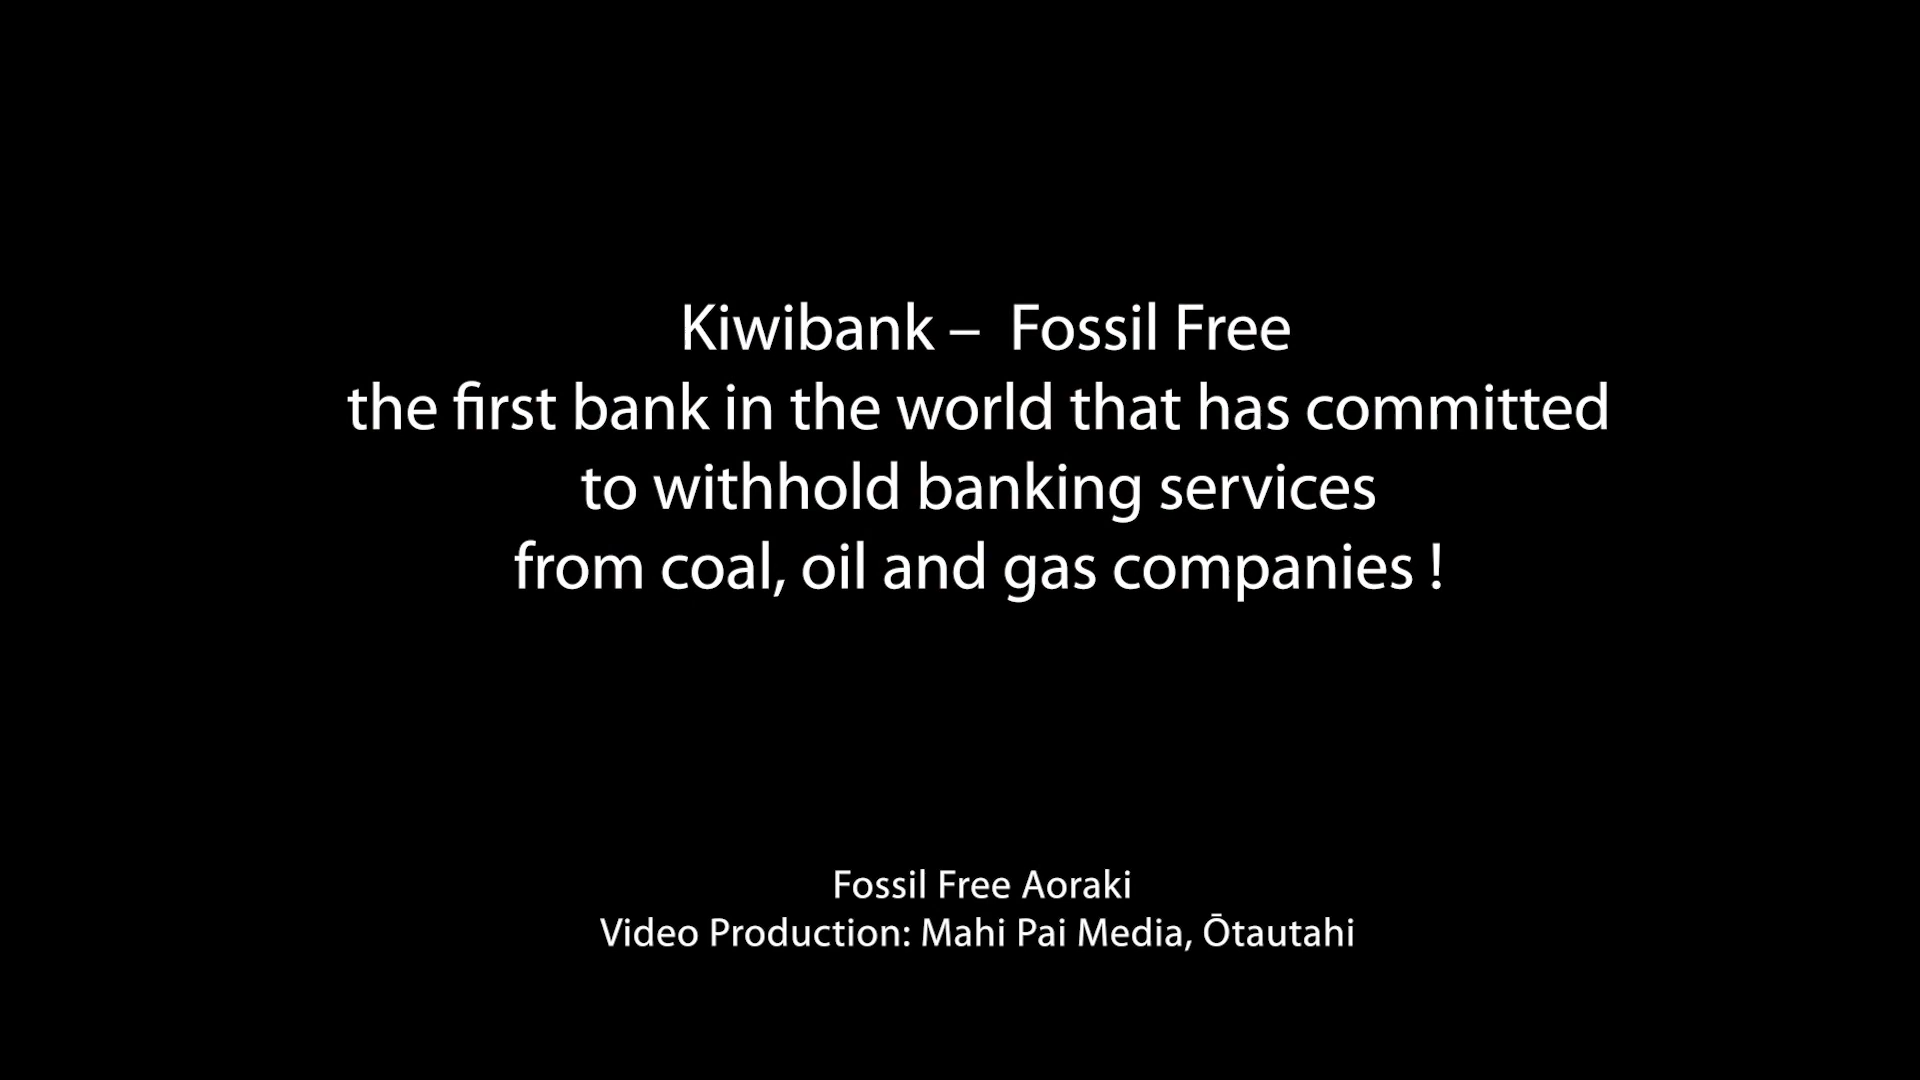 Kiwibank – Fossil Free
the first bank in the world that has committed
to withhold banking services
from coal, oil and gas companies !
Fossil Free Aoraki
Video Production: Mahi Pai Media, Ōtautahi